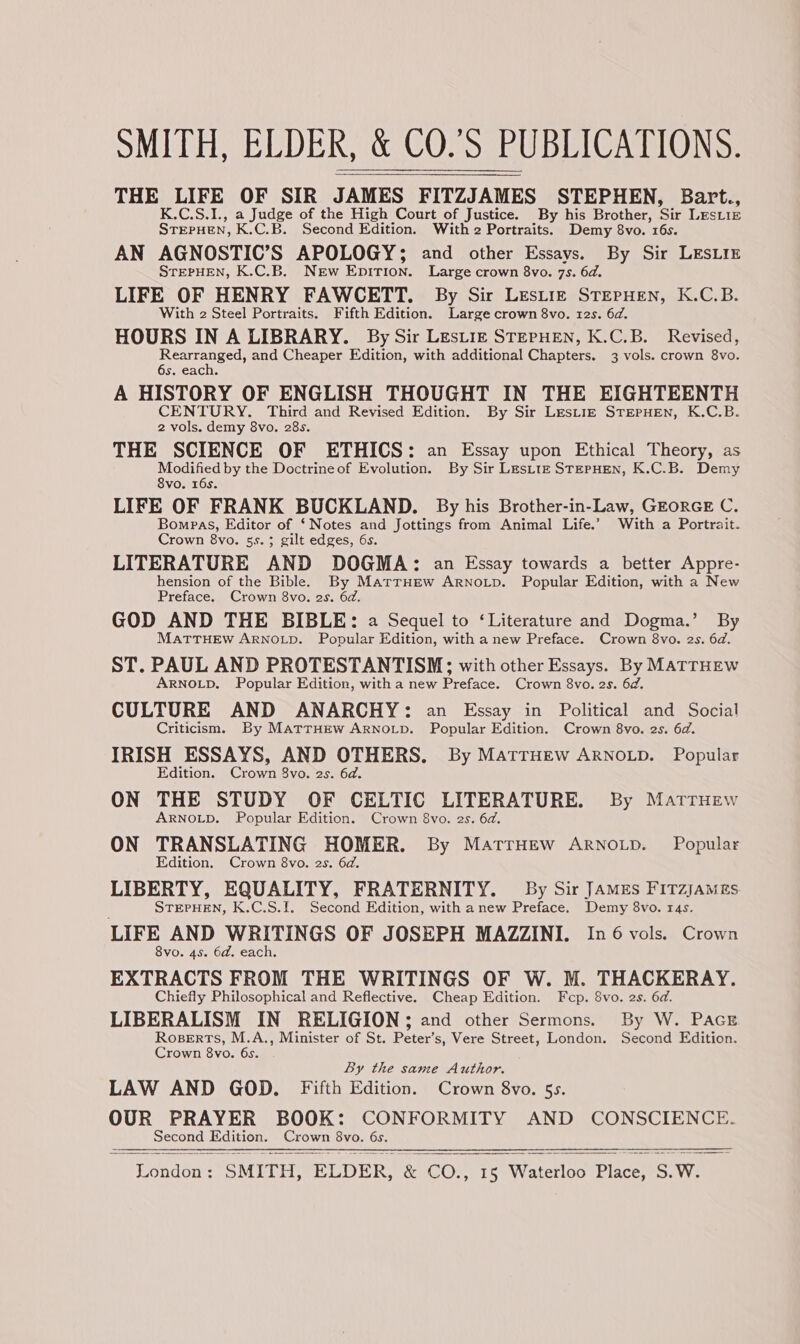 SMITH, ELDER, & CO.'S PUBLICATIONS.
THE LIFE OF SIR JAMES FITZJAMES STEPHEN, Bart.,
K.C.S.I., a Judge of the High Court of Justice. By his Brother, Sir LESLIE
STEPHEN, K.C.B. Second Edition. With 2 Portraits. Demy 8vo. 16s.
AN AGNOSTIC'S APOLOGY; and other Essays. By Sir LESLIE
STEPHEN, K.C.B. NEW EDITION. Large crown 8vo. 7s. 6d.
LIFE OF HENRY FAWCETT. By Sir LESLIE STEPHEN, K.C.B.
With 2 Steel Portraits. Fifth Edition. Large crown 8vo. 12s. 6d.
HOURS IN A LIBRARY. By Sir LESLIE STEPHEN, K.C.B. Revised,
Rearranged, and Cheaper Edition, with additional Chapters. 3 vols. crown 8vo.
6s. each.
A HISTORY OF ENGLISH THOUGHT IN THE EIGHTEENTH
CENTURY. Third and Revised Edition. By Sir LESLIE STEPHEN, K.C.B.
2 vols. demy 8vo. 28s.
THE SCIENCE OF ETHICS: an Essay upon Ethical Theory, as
Modified by the Doctrine of Evolution. By Sir LESLIE STEPHEN, K.C.B. Demy
8vo. 16s.
LIFE OF FRANK BUCKLAND. By his Brother-in-Law, GEORGE C.
BOMPAS, Editor of 'Notes and Jottings from Animal Life.' With a Portrait.
Crown 8vo. 5s.; gilt edges, 6s.
LITERATURE AND DOGMA: an Essay towards a better Appre-
hension of the Bible. By MATTHEW ARNOLD. Popular Edition, with a New
Preface. Crown 8vo. 2s. 6d.
GOD AND THE BIBLE: a Sequel to 'Literature and Dogma.' By
MATTHEW ARNOLD. Popular Edition, with a new Preface. Crown 8vo. 2s. 6d.
ST. PAUL AND PROTESTANTISM; with other Essays. By MATTHEW
ARNOLD. Popular Edition, with a new Preface. Crown 8vo. 2s. 6d.
CULTURE AND ANARCHY: an Essay in Political and Social
Criticism. By MATTHEW ARNOLD. Popular Edition. Crown 8vo. 2s. 6d.
IRISH ESSAYS, AND OTHERS. By MATTHEW ARNOLD. Popular
Edition. Crown 8vo. 2s. 6d.
ON THE STUDY OF CELTIC LITERATURE. By MATTHEW
ARNOLD. Popular Edition. Crown 8vo. 2s. 6d.
ON TRANSLATING HOMER. By MATTHEW ARNOLD. Popular
Edition. Crown 8vo. 2s. 6d.
LIBERTY, EQUALITY, FRATERNITY. By Sir JAMES FITZJAMES
STEPHEN, K.C.S.I. Second Edition, with a new Preface. Demy 8vo. 14s.
LIFE AND WRITINGS OF JOSEPH MAZZINI. In 6 vols. Crown
8vo. 4s. 6d. each.
EXTRACTS FROM THE WRITINGS OF W. M. THACKERAY.
Chiefly Philosophical and Reflective. Cheap Edition. Fcp. 8vo. 2s. 6d.
LIBERALISM IN RELIGION; and other Sermons. By W. PAGE
ROBERTS, M.A., Minister of St. Peter's, Vere Street, London. Second Edition.
Crown 8vo. 6s.
By the same Author.
LAW AND GOD. Fifth Edition. Crown 8vo. 5s.
OUR PRAYER BOOK: CONFORMITY AND CONSCIENCE.
Second Edition. Crown 8vo. 6s.
London: SMITH, ELDER, & CO., 15 Waterloo Place, S.W.